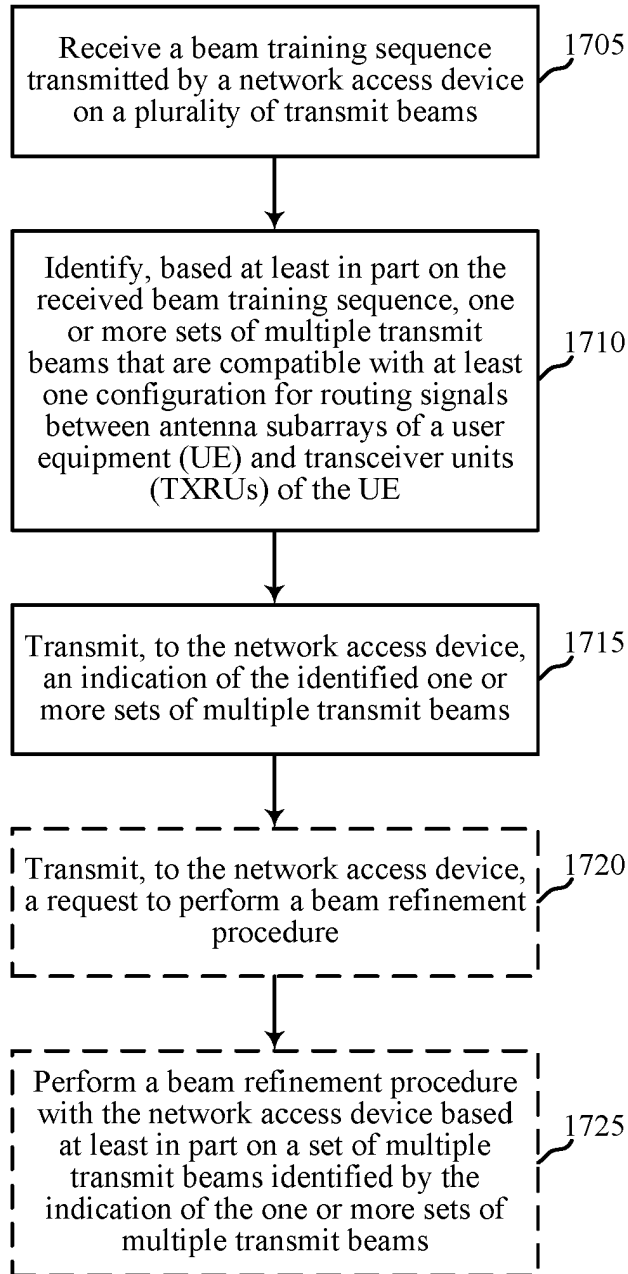 Receive a beam training sequence
transmitted by a network access device
on a plurality of transmit beams
1705
Identify, based at least in part on the
received beam training sequence, one
or more sets of multiple transmit
beams that are compatible with at least
one configuration for routing signals
between antenna subarrays of a user
equipment (UE) and transceiver units
(TXRUs) of the UE
1710
Transmit, to the network access device,
an indication of the identified one or
more sets of multiple transmit beams
1715
Transmit, to the network access device,
a request to perform a beam refinement
procedure
1720
Perform a beam refinement procedure
with the network access device based
at least in part on a set of multiple
transmit beams identified by the
indication of the one or more sets of
multiple transmit beams
1725